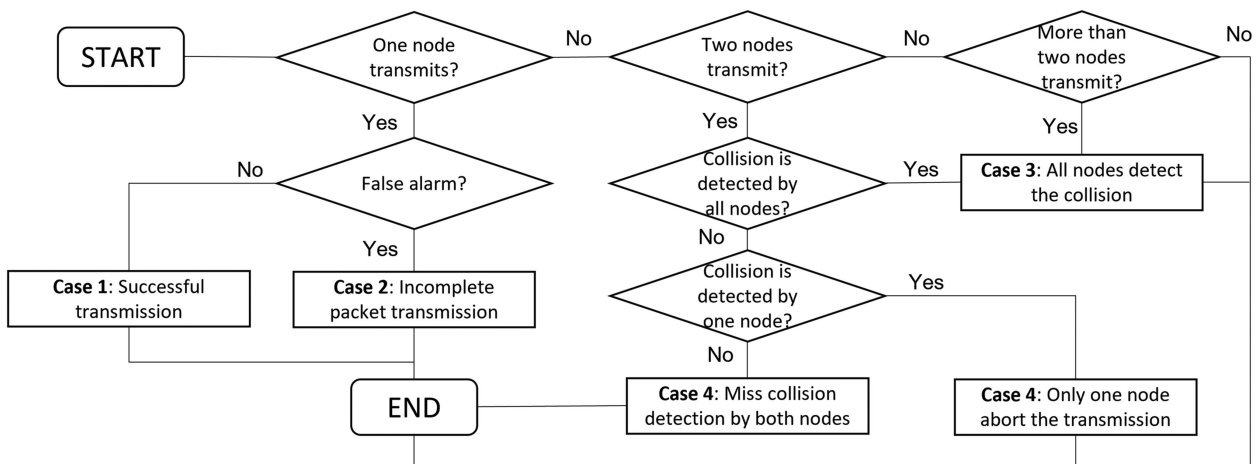 START
One node
transmits?
No
Two nodes
transmit?
No
More than
two nodes
transmit?
No
Yes
Yes
Yes
No
False alarm?
Collision is
detected by
all nodes?
Yes
Case 3: All nodes detect
the collision
Yes
No
Case 1: Successful
transmission
Case 2: Incomplete
packet transmission
Collision is
detected by
one node?
Yes
No
END
Case 4: Miss collision
detection by both nodes
Case 4: Only one node
abort the transmission